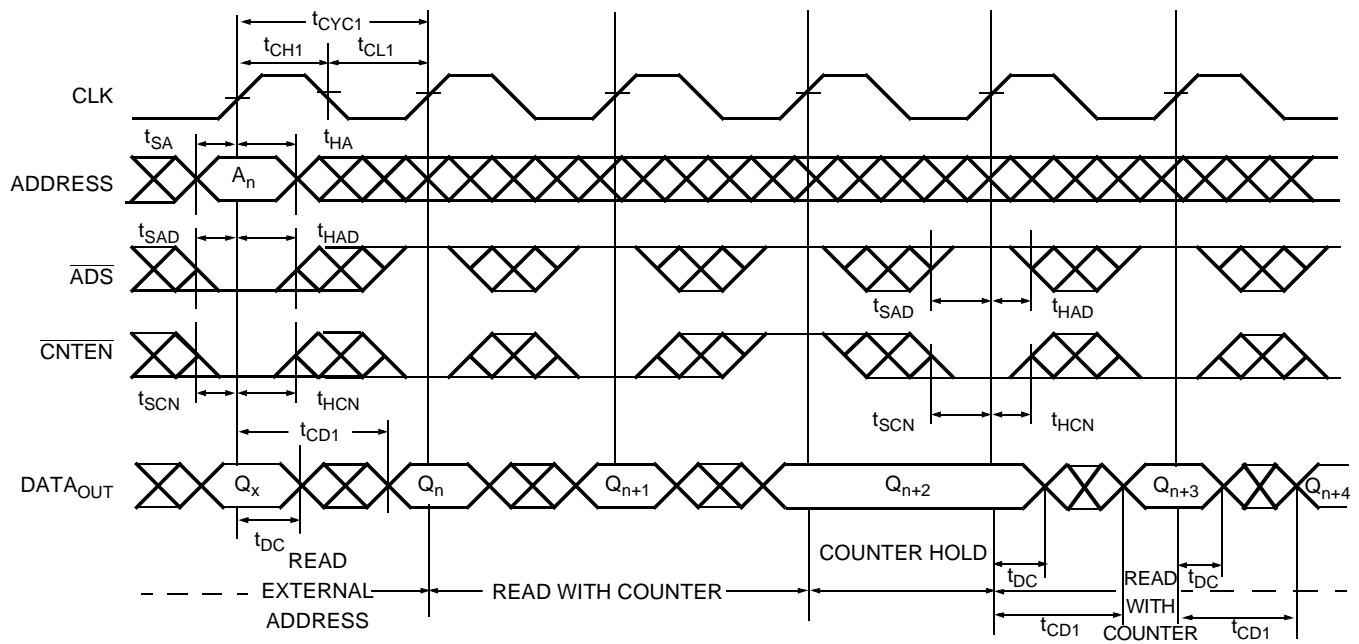 tCYC1
tCH1
tCL1
CLK
tSA
tHA
ADDRESS
An
tSAD
tHAD
ADS
tSAD
tHAD
CNTEN
tSCN
tHCN
tSCN
tHCN
tCD1
DATAOUT
Qx
Qn
Qn+1
Qn+2
Qn+3
Qn+4
tDC
READ
EXTERNAL
ADDRESS
READ WITH COUNTER
COUNTER HOLD
tDC
tCD1
READ
WITH
COUNTER
tDC
tCD1